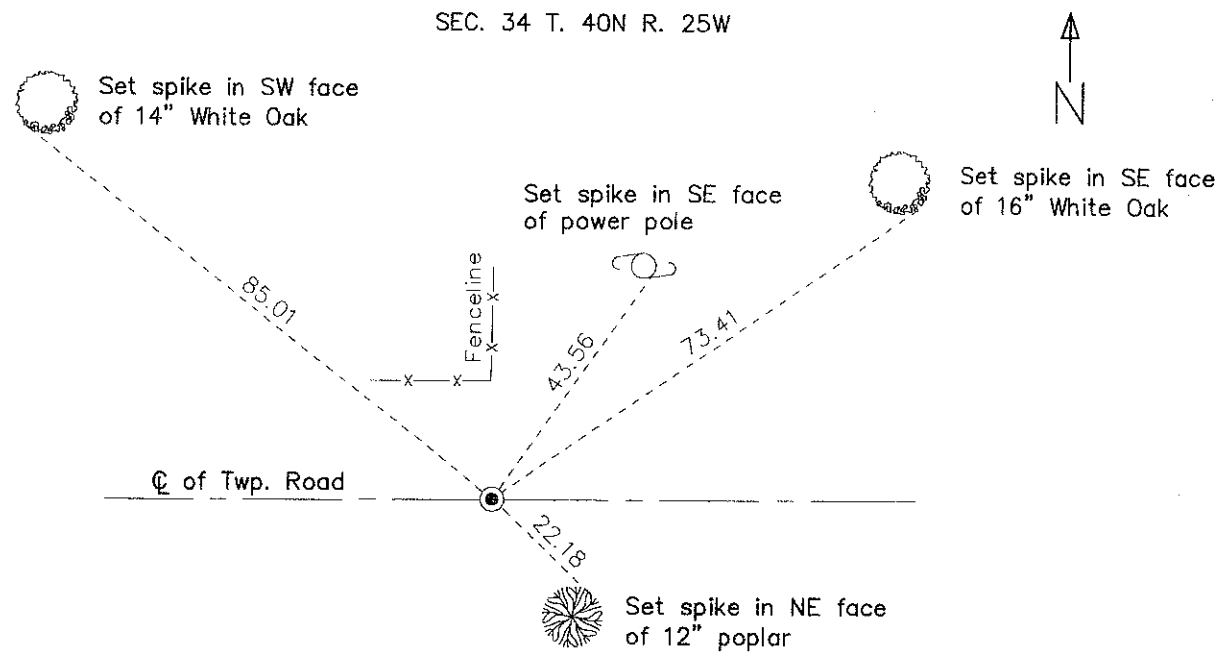 SEC. 34 T. 40N R. 25W
N
Set spike in SW face
of 14" White Oak
Set spike in SE face
of power pole
Set spike in SE face
of 16" White Oak
85.01
Fenceline
x
x
x
x
43.56
73.41
℄ of Twp. Road
22.18
Set spike in NE face
of 12" poplar